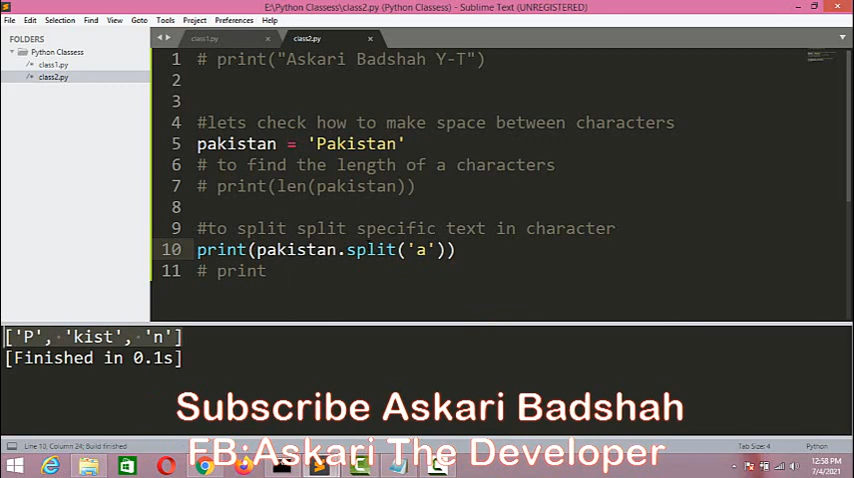 E:\Python Classess\class2.py (Python Classess) - Sublime Text (UNREGISTERED)
File Edit Selection Find View Goto Tools Project Preferences Help
FOLDERS
Python Classess
class1.py
class2.py
class1.py
class2.py
1 # print("Askari Badshah Y-T")
2
3
4 #lets check how to make space between characters
5 pakistan = 'Pakistan'
6 # to find the length of a characters
7 # print(len(pakistan))
8
9 #to split split specific text in character
10 print(pakistan.split('a'))
11 # print
['P', 'kist', 'n']
[Finished in 0.1s]
Subscribe Askari Badshah
FB:Askari The Developer
Line 10, Column 24; Build finished
Tab Size: 4
Python
12:58 PM
7/4/2021